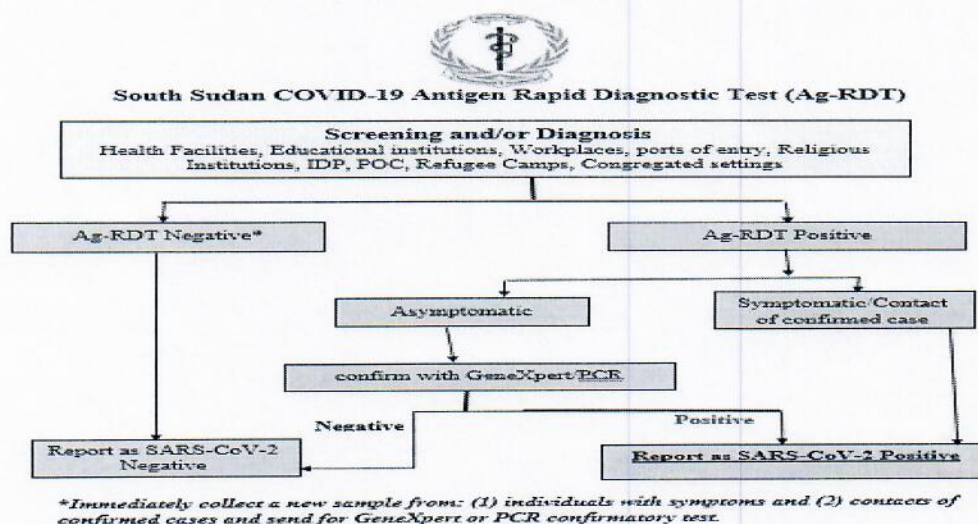 South Sudan COVID-19 Antigen Rapid Diagnostic Test (Ag-RDT)
Screening and/or Diagnosis
Health Facilities, Educational institutions, Workplaces, ports of entry, Religious
Institutions, IDP, POC, Refugee Camps, Congregated settings
Ag-RDT Negative*
Ag-RDT Positive
Asymptomatic
Symptomatic/Contact
of confirmed case
confirm with GeneXpert/PCR
Negative
Positive
Report as SARS-CoV-2
Negative
Report as SARS-CoV-2 Positive
*Immediately collect a new sample from: (1) individuals with symptoms and (2) contacts of
confirmed cases and send for GeneXpert or PCR confirmatory test.